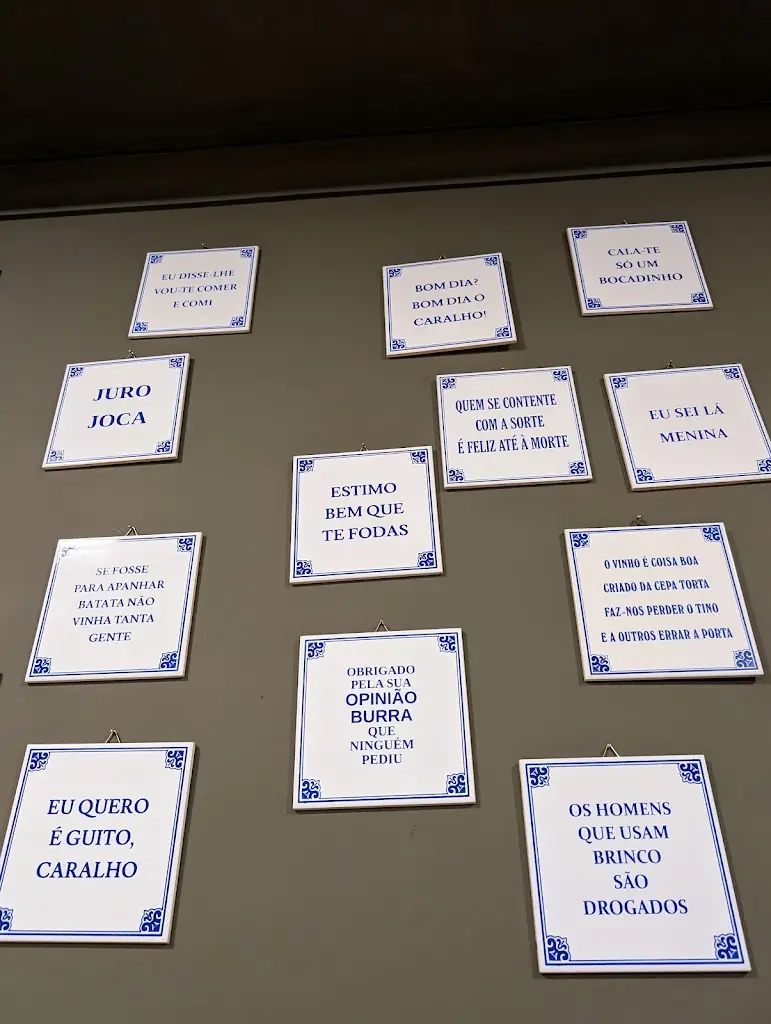 EU DISSE-LHE
VOU-TE COMER
E COMI
BOM DIA?
BOM DIA O
CARALHO!
CALA-TE
SÓ UM
BOCADINHO
JURO
JOCA
QUEM SE CONTENTE
COM A SORTE
É FELIZ ATÉ À MORTE
EU SEI LÁ
MENINA
ESTIMO
BEM QUE
TE FODAS
SE FOSSE
PARA APANHAR
BATATA NÃO
VINHA TANTA
GENTE
O VINHO É COISA BOA
CRIADO DA CEPA TORTA
FAZ-NOS PERDER O TINO
E A OUTROS ERRAR A PORTA
OBRIGADO
PELA SUA
OPINIÃO
BURRA
QUE
NINGUÉM
PEDIU
EU QUERO
É GUITO,
CARALHO
OS HOMENS
QUE USAM
BRINCO
SÃO
DROGADOS